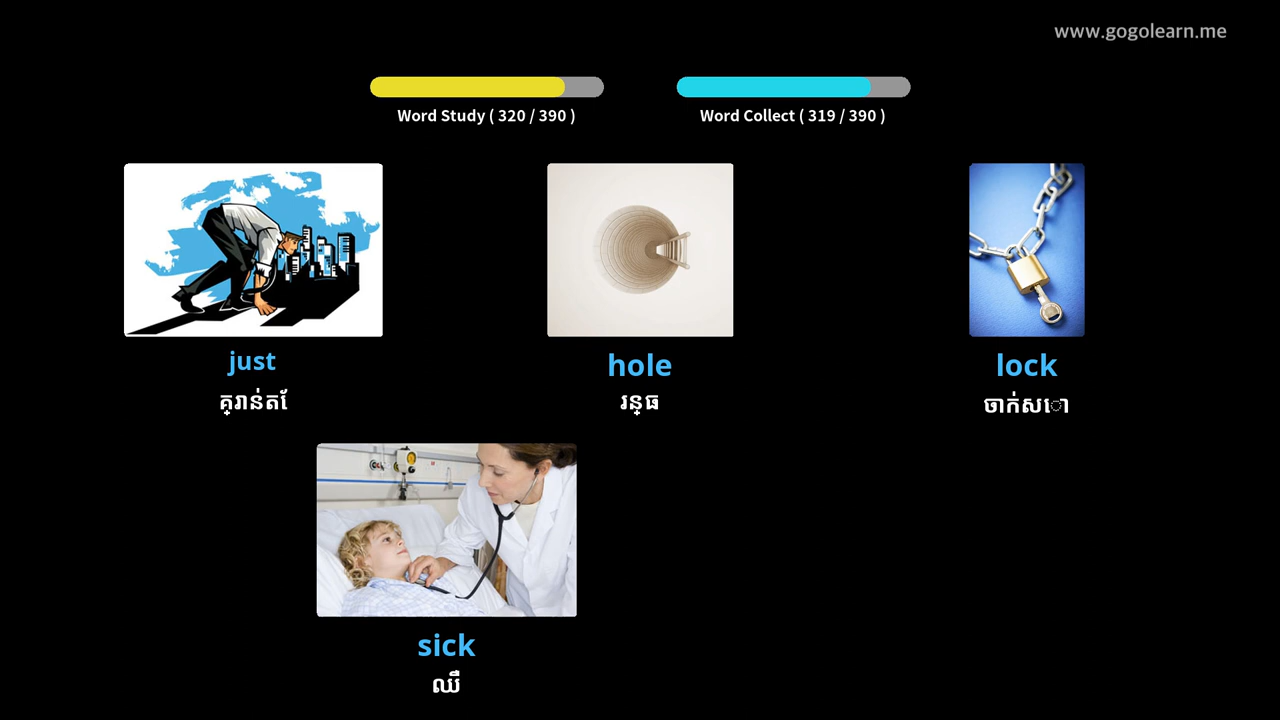 www.gogolearn.me
Word Study ( 320 / 390 )
Word Collect ( 319 / 390 )
just
hole
lock
គ្រាន់តែ
រន្ធ
ចាក់សោ
sick
ឈឺ